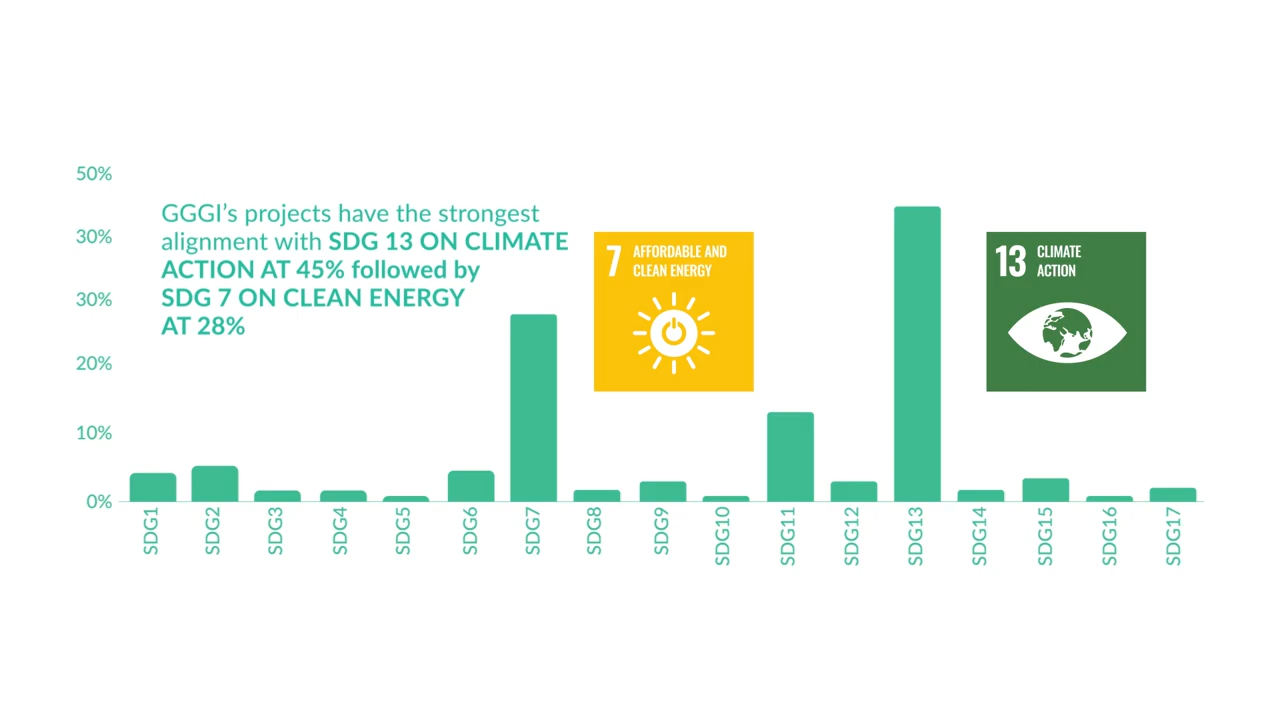 50%
30%
30%
20%
10%
0%
GGGI’s projects have the strongest
alignment with SDG 13 ON CLIMATE
ACTION AT 45% followed by
SDG 7 ON CLEAN ENERGY
AT 28%
7 AFFORDABLE AND
CLEAN ENERGY
13 CLIMATE
ACTION
SDG1
SDG2
SDG3
SDG4
SDG5
SDG6
SDG7
SDG8
SDG9
SDG10
SDG11
SDG12
SDG13
SDG14
SDG15
SDG16
SDG17